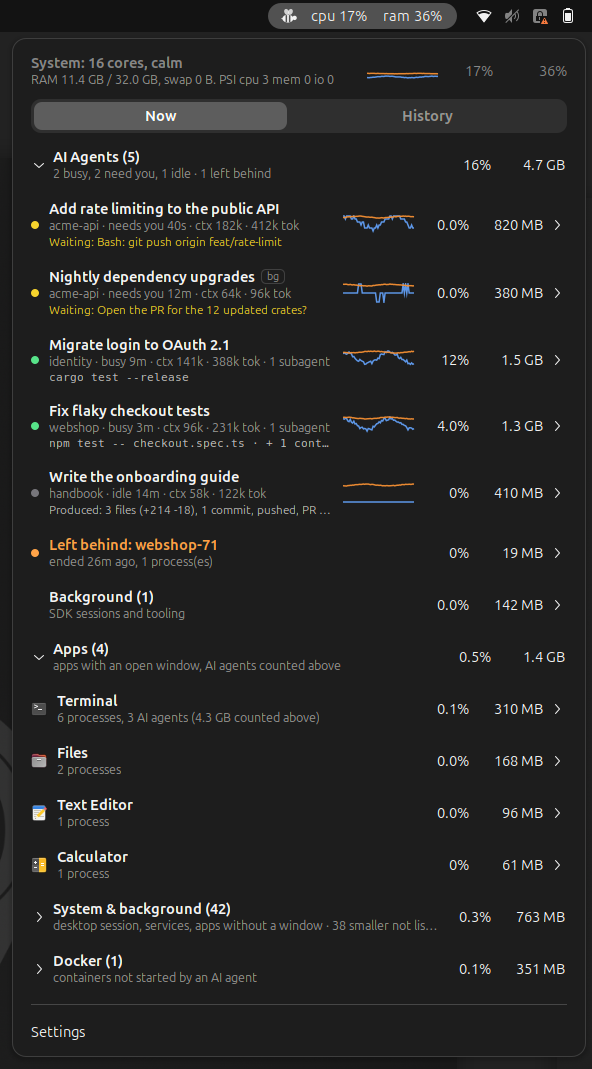 cpu 17% ram 36%
System: 16 cores, calm
RAM 11.4 GB / 32.0 GB, swap 0 B. PSI cpu 3 mem 0 io 0
17% 36%
Now History
AI Agents (5)
2 busy, 2 need you, 1 idle · 1 left behind
16% 4.7 GB
Add rate limiting to the public API
acme-api · needs you 40s · ctx 182k · 412k tok
Waiting: Bash: git push origin feat/rate-limit
0.0% 820 MB
Nightly dependency upgrades bg
acme-api · needs you 12m · ctx 64k · 96k tok
Waiting: Open the PR for the 12 updated crates?
0.0% 380 MB
Migrate login to OAuth 2.1
identity · busy 9m · ctx 141k · 388k tok · 1 subagent
cargo test --release
12% 1.5 GB
Fix flaky checkout tests
webshop · busy 3m · ctx 96k · 231k tok · 1 subagent
npm test -- checkout.spec.ts · + 1 cont…
4.0% 1.3 GB
Write the onboarding guide
handbook · idle 14m · ctx 58k · 122k tok
Produced: 3 files (+214 -18), 1 commit, pushed, PR …
0% 410 MB
Left behind: webshop-71
ended 26m ago, 1 process(es)
0% 19 MB
Background (1)
SDK sessions and tooling
0.0% 142 MB
Apps (4)
apps with an open window, AI agents counted above
0.5% 1.4 GB
Terminal
6 processes, 3 AI agents (4.3 GB counted above)
0.1% 310 MB
Files
2 processes
0.0% 168 MB
Text Editor
1 process
0.0% 96 MB
Calculator
1 process
0% 61 MB
System & background (42)
desktop session, services, apps without a window · 38 smaller not lis…
0.3% 763 MB
Docker (1)
containers not started by an AI agent
0.1% 351 MB
Settings